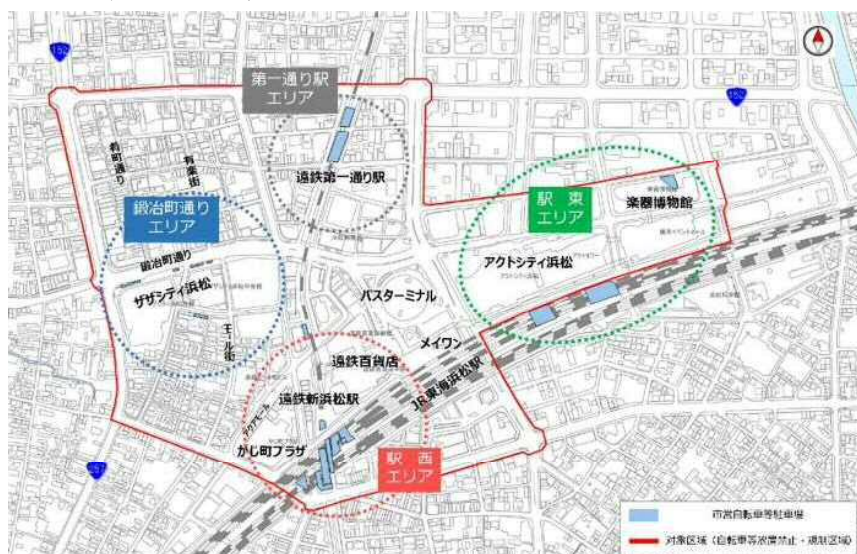 152
第一通り駅
エリア
152
肴町通り
有楽街
遠鉄第一通り駅
駅 東
エリア
楽器博物館
鍛冶町通り
エリア
鍛冶町通り
ザザシティ浜松
アクトシティ浜松
バスターミナル
メイワン
遠鉄百貨店
JR東海浜松駅
遠鉄新浜松駅
かじ町プラザ
駅 西
エリア
257
市営自転車等駐車場
対象区域(自転車等放置禁止・規制区域)